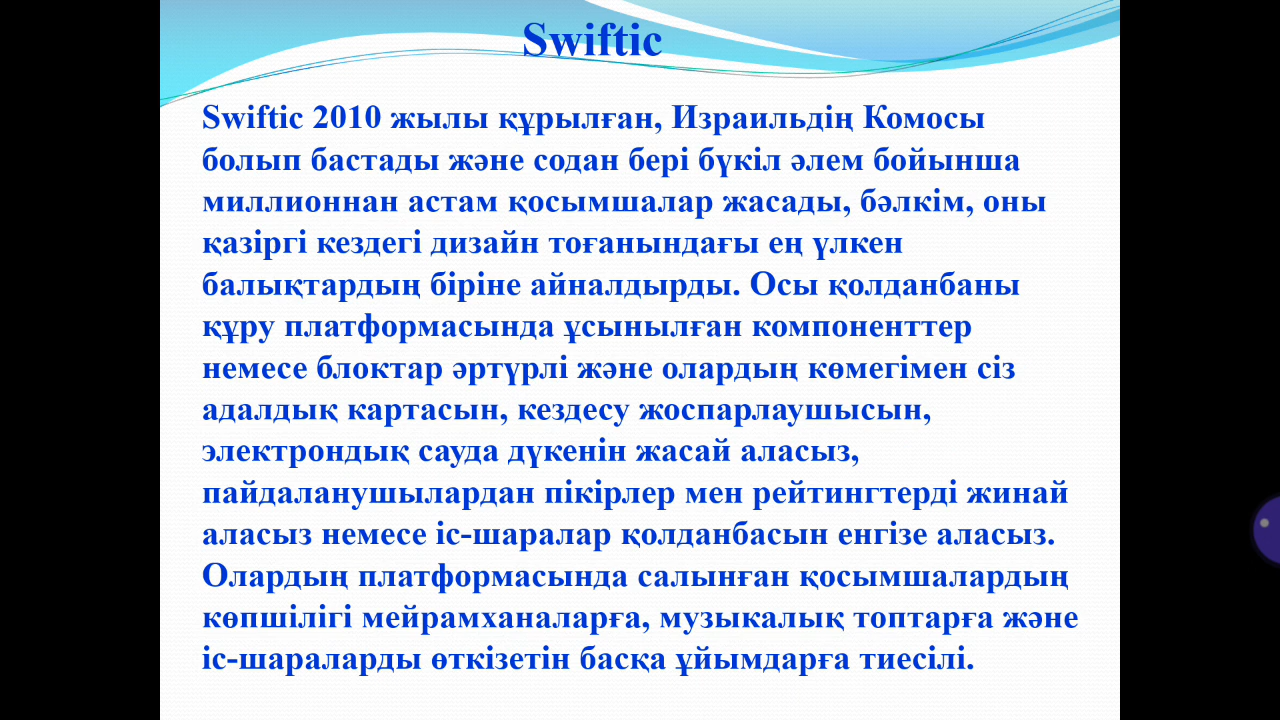 Swiftic
Swiftic 2010 жылы құрылған, Израильдің Комосы
болып бастады және содан бері бүкіл әлем бойынша
миллионнан астам қосымшалар жасады, бәлкім, оны
қазіргі кездегі дизайн тоғанындағы ең үлкен
балықтардың біріне айналдырды. Осы қолданбаны
құру платформасында ұсынылған компоненттер
немесе блоктар әртүрлі және олардың көмегімен сіз
адалдық картасын, кездесу жоспарлаушысын,
электрондық сауда дүкенін жасай аласыз,
пайдаланушылардан пікірлер мен рейтингтерді жинай
аласыз немесе іс-шаралар қолданбасын енгізе аласыз.
Олардың платформасында салынған қосымшалардың
көпшілігі мейрамханаларға, музыкалық топтарға және
іс-шараларды өткізетін басқа ұйымдарға тиесілі.